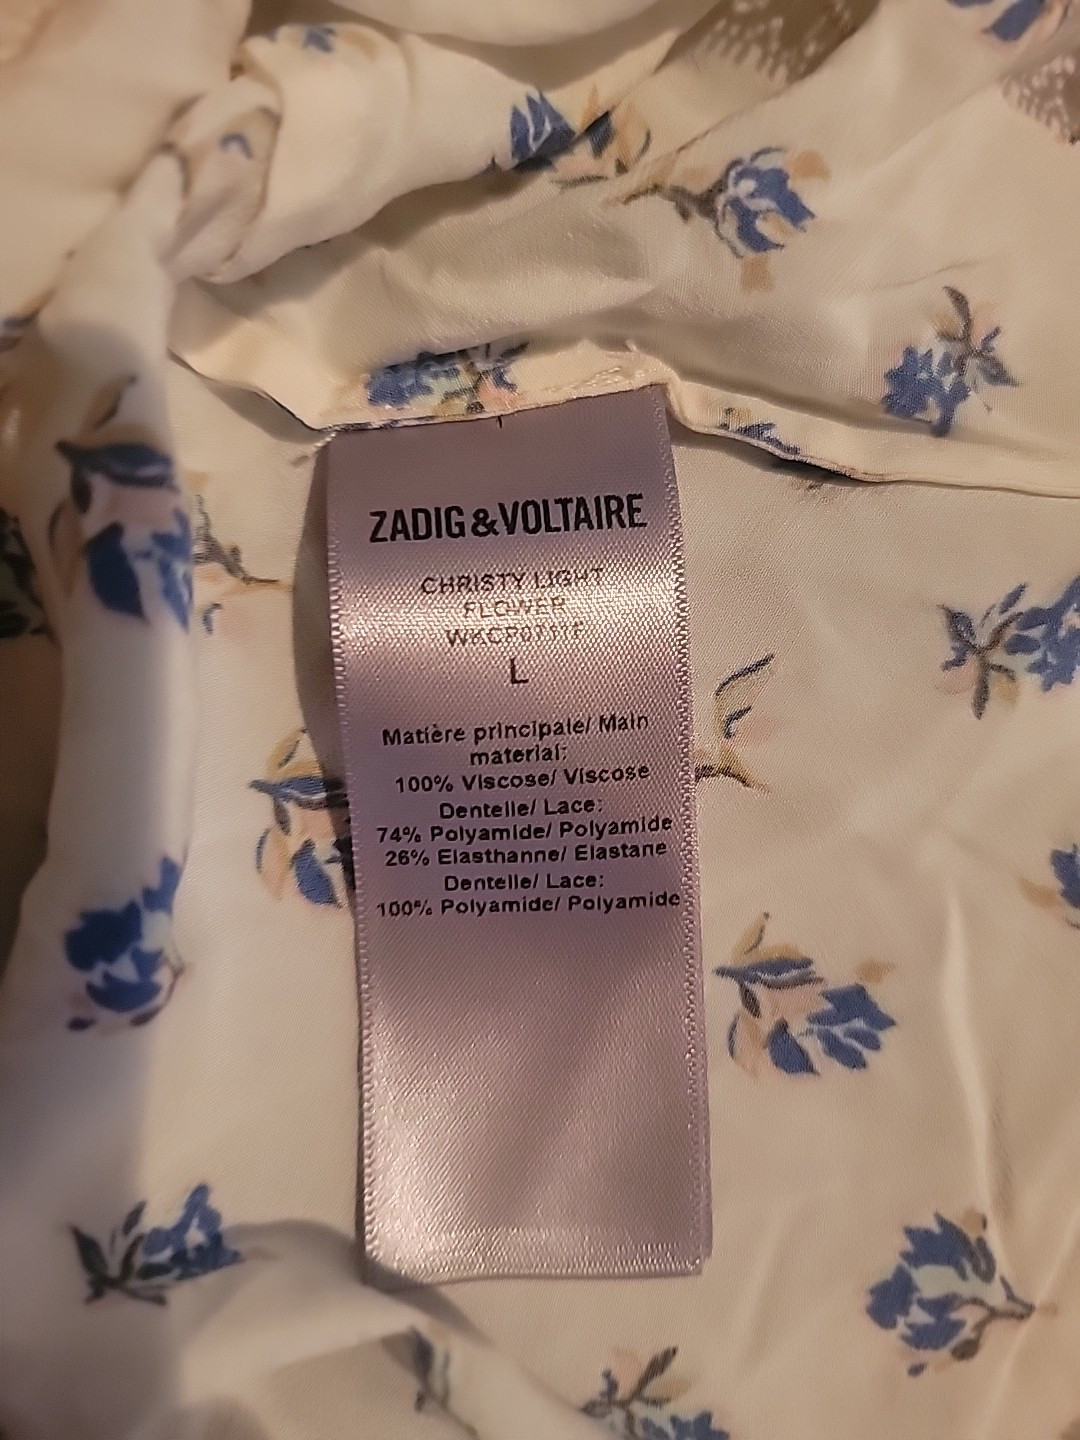 ZADIG & VOLTAIRE
CHRISTY LIGHT
FLOWER
L
Matière principale/ Main
material:
100% Viscose/ Viscose
Dentelle/ Lace:
74% Polyamide/ Polyamide
26% Elasthanne/ Elastane
Dentelle/ Lace:
100% Polyamide/ Polyamide